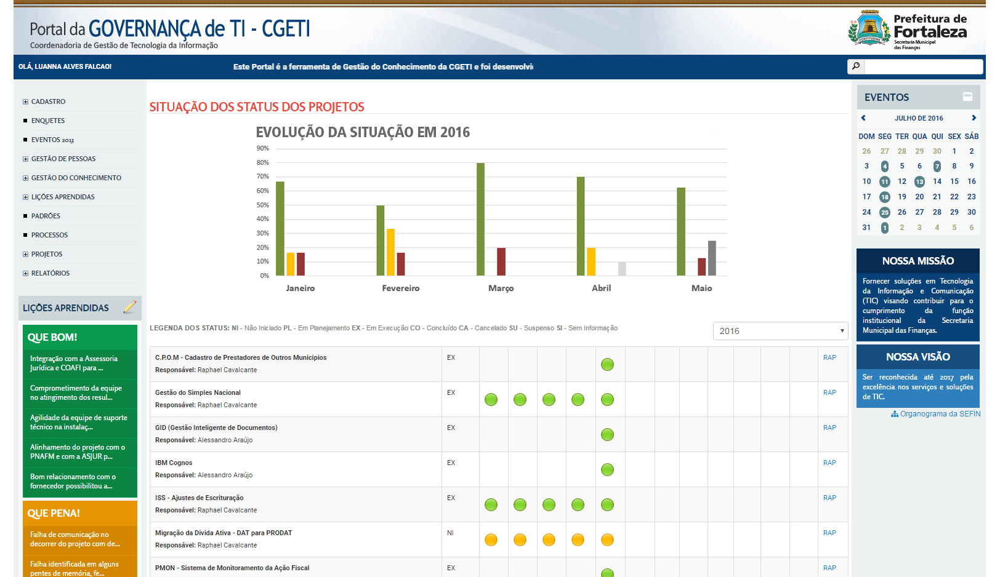 Portal da GOVERNANÇA de TI - CGETI
Coordenadoria de Gestão de Tecnologia da Informação
FORTITUDINE
Prefeitura de
Fortaleza
Secretaria Municipal
das Finanças
OLÁ, LUANNA ALVES FALCAO!
Este Portal é a ferramenta de Gestão do Conhecimento da CGETI e foi desenvolvi
CADASTRO
ENQUETES
EVENTOS 2013
GESTÃO DE PESSOAS
GESTÃO DO CONHECIMENTO
LIÇÕES APRENDIDAS
PADRÕES
PROCESSOS
PROJETOS
RELATÓRIOS
LIÇÕES APRENDIDAS
QUE BOM!
Integração com a Assessoria
Jurídica e COAFI para ...
Comprometimento da equipe
no atingimento dos resul...
Agilidade da equipe de suporte
técnico na instalaç...
Alinhamento do projeto com o
PNAFM e com a ASJUR p...
Bom relacionamento com o
fornecedor possibilitou a...
QUE PENA!
Falha de comunicação no
decorrer do projeto com de...
Falha identificada em alguns
pentes de memória, fe...
SITUAÇÃO DOS STATUS DOS PROJETOS
EVOLUÇÃO DA SITUAÇÃO EM 2016
90%
80%
70%
60%
50%
40%
30%
20%
10%
0%
Janeiro Fevereiro Março Abril Maio
LEGENDA DOS STATUS: NI - Não Iniciado PL - Em Planejamento EX - Em Execução CO - Concluído CA - Cancelado SU - Suspenso SI - Sem Informação
2016
C.P.O.M - Cadastro de Prestadores de Outros Municipios EX RAP
Responsável: Raphael Cavalcante
Gestão do Simples Nacional EX RAP
Responsável: Raphael Cavalcante
GID (Gestão Inteligente de Documentos) EX RAP
Responsável: Alessandro Araújo
IBM Cognos EX RAP
Responsável: Alessandro Araújo
ISS - Ajustes de Escrituração EX RAP
Responsável: Raphael Cavalcante
Migração da Divida Ativa - DAT para PRODAT NI RAP
Responsável: Raphael Cavalcante
PMON - Sistema de Monitoramento da Ação Fiscal EX RAP
EVENTOS
JULHO DE 2016
DOM SEG TER QUA QUI SEX SÁB
26 27 28 29 30 1 2
3 4 5 6 7 8 9
10 11 12 13 14 15 16
17 18 19 20 21 22 23
24 25 26 27 28 29 30
31 1 2 3 4 5 6
NOSSA MISSÃO
Fornecer soluções em Tecnologia
da Informação e Comunicação
(TIC) visando contribuir para o
cumprimento da função
institucional da Secretaria
Municipal das Finanças.
NOSSA VISÃO
Ser reconhecida até 2017 pela
excelência nos serviços e soluções
de TIC.
Organograma da SEFIN